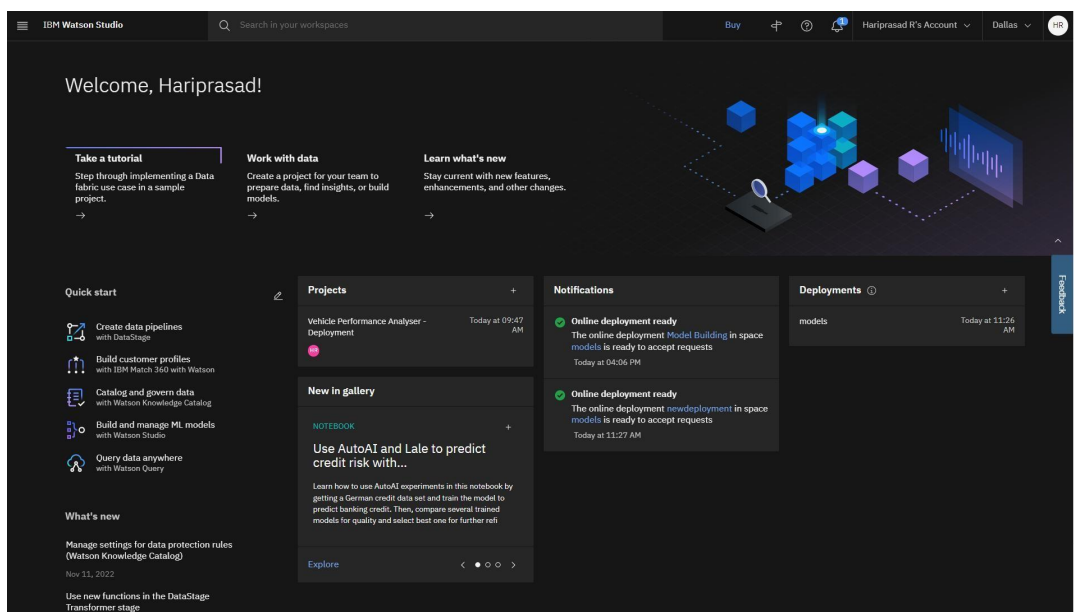 IBM Watson Studio
Search in your workspaces
Buy
1
Hariprasad R's Account
Dallas
HR
Welcome, Hariprasad!
Take a tutorial
Step through implementing a Data
fabric use case in a sample
project.
Work with data
Create a project for your team to
prepare data, find insights, or build
models.
Learn what's new
Stay current with new features,
enhancements, and other changes.
Feedback
Quick start
Create data pipelines
with DataStage
Build customer profiles
with IBM Match 360 with Watson
Catalog and govern data
with Watson Knowledge Catalog
Build and manage ML models
with Watson Studio
Query data anywhere
with Watson Query
What's new
Manage settings for data protection rules
(Watson Knowledge Catalog)
Nov 11, 2022
Use new functions in the DataStage
Transformer stage
Projects
Vehicle Performance Analyser -
Deployment
Today at 09:47
AM
HR
New in gallery
NOTEBOOK
Use AutoAI and Lale to predict
credit risk with...
Learn how to use AutoAI experiments in this notebook by
getting a German credit data set and train the model to
predict banking credit. Then, compare several trained
models for quality and select best one for further refi
Explore
Notifications
Online deployment ready
The online deployment Model Building in space
models is ready to accept requests
Today at 04:06 PM
Online deployment ready
The online deployment newdeployment in space
models is ready to accept requests
Today at 11:27 AM
Deployments
models
Today at 11:26
AM